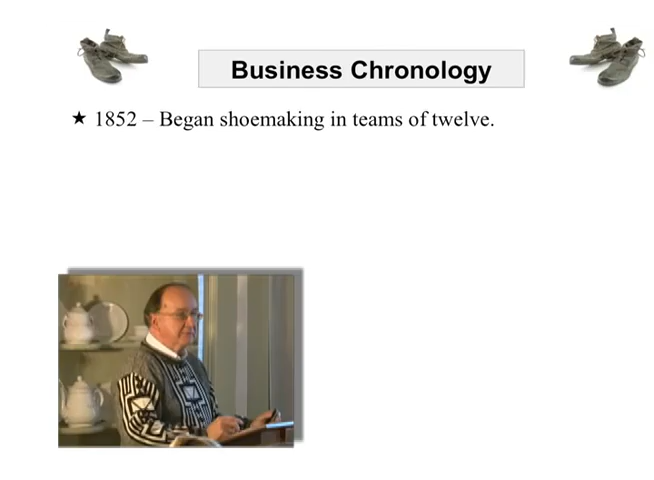 Business Chronology
★ 1852 – Began shoemaking in teams of twelve.